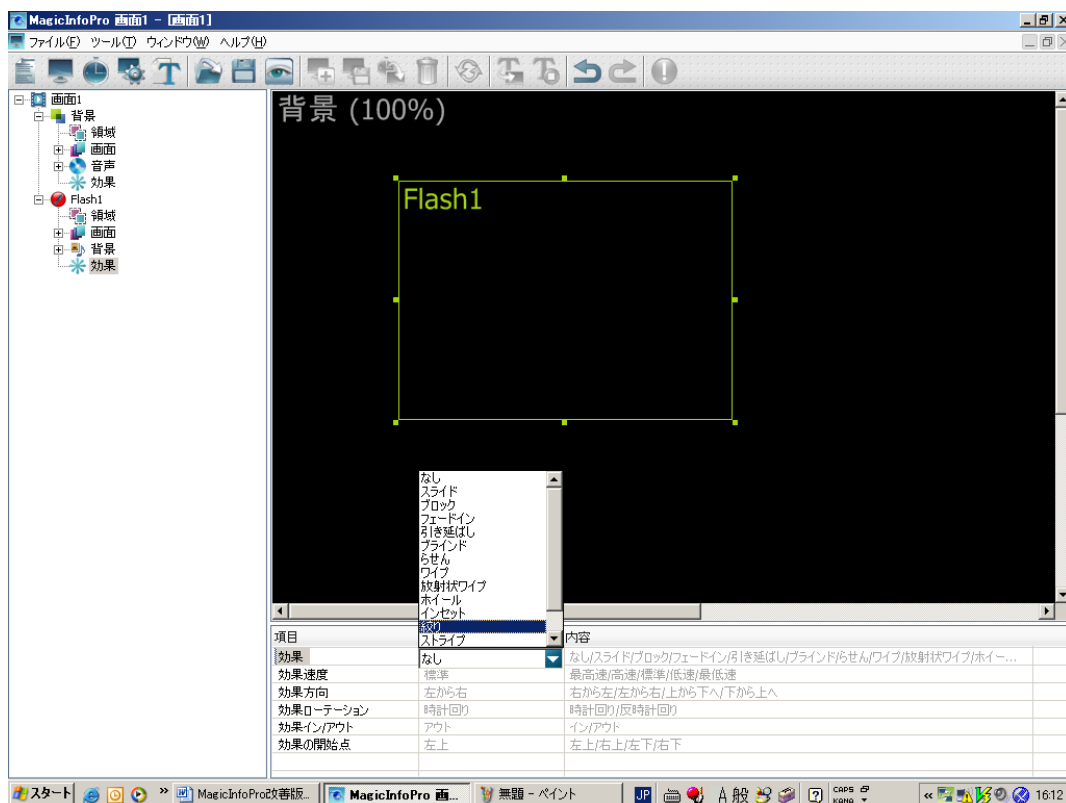 MagicInfoPro 画面1 - [画面1]
ファイル(F) ツール(T) ウィンドウ(W) ヘルプ(H)
画面1
背景
領域
画面
音声
効果
Flash1
領域
画面
背景
効果
背景 (100%)
Flash1
なし
スライド
ブロック
フェードイン
引き延ばし
ブラインド
らせん
ワイプ
放射状ワイプ
ホイール
インセット
絞り
ストライプ
項目 内容
効果 なし なし/スライド/ブロック/フェードイン/引き延ばし/ブラインド/らせん/ワイプ/放射状ワイプ/ホイー...
効果速度 標準 最高速/高速/標準/低速/最低速
効果方向 左から右 右から左/左から右/上から下へ/下から上へ
効果ローテーション 時計回り 時計回り/反時計回り
効果イン/アウト アウト イン/アウト
効果の開始点 左上 左上/右上/左下/右下
スタート » MagicInfoPro改善版... MagicInfoPro 画... 無題 - ペイント JP A 般 CAPS KANA « 16:12